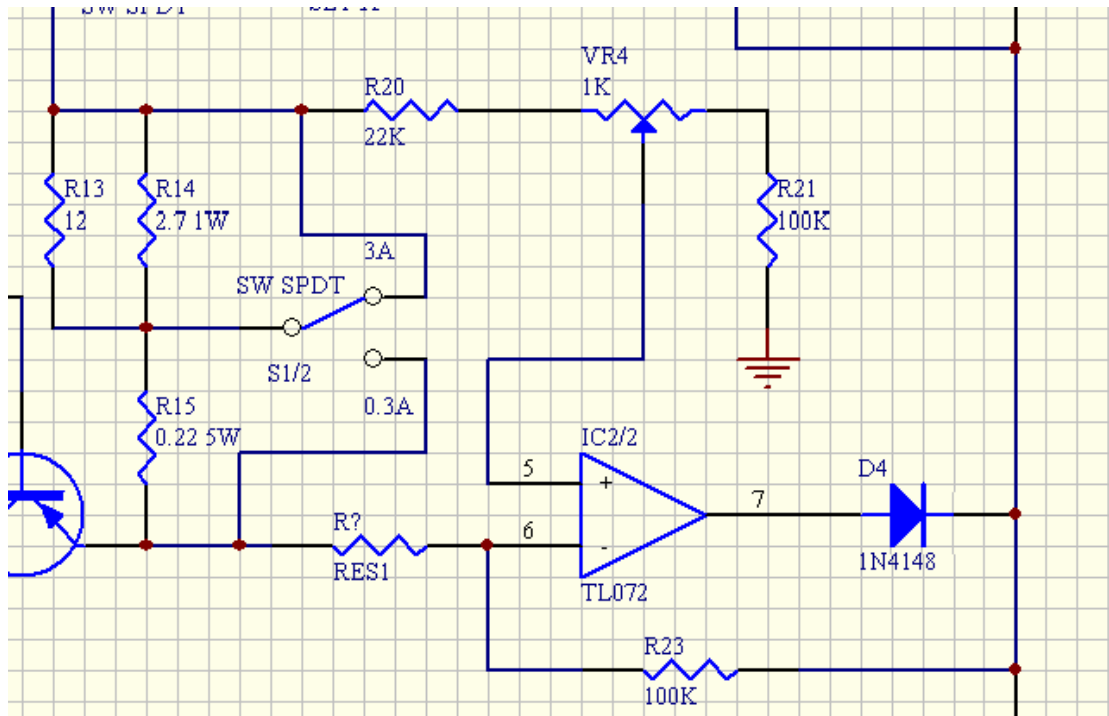 VR4
1K
R20
22K
R13
12
R14
2.7 1W
R21
100K
3A
SW SPDT
S1/2
0.3A
R15
0.22 5W
IC2/2
5
+
7
D4
1N4148
R?
RES1
6
-
TL072
R23
100K